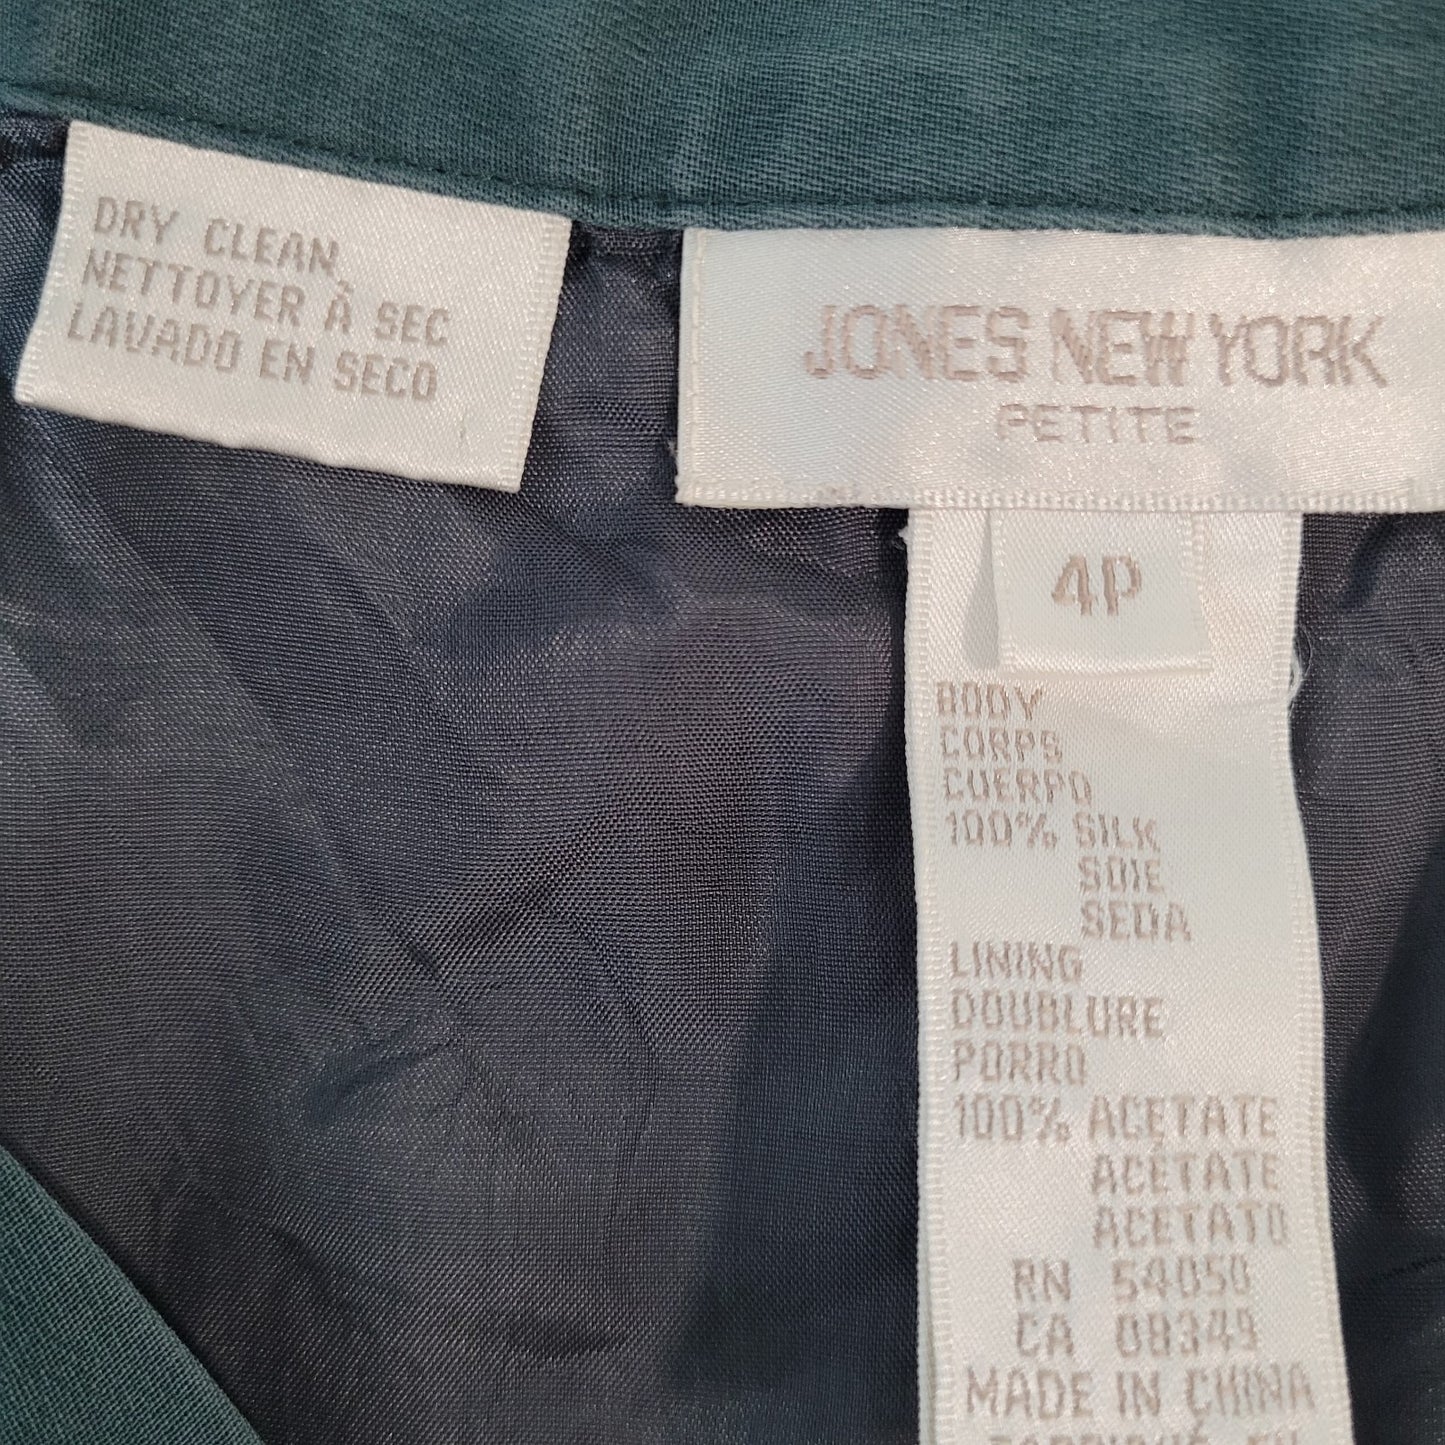 DRY CLEAN
NETTOYER À SEC
LAVADO EN SECO
JONES NEW YORK
PETITE
4P
BODY
CORPS
CUERPO
100% SILK
SOIE
SEDA
LINING
DOUBLURE
PORRO
100% ACETATE
ACÉTATE
ACETATO
RN 54050
CA 08349
MADE IN CHINA